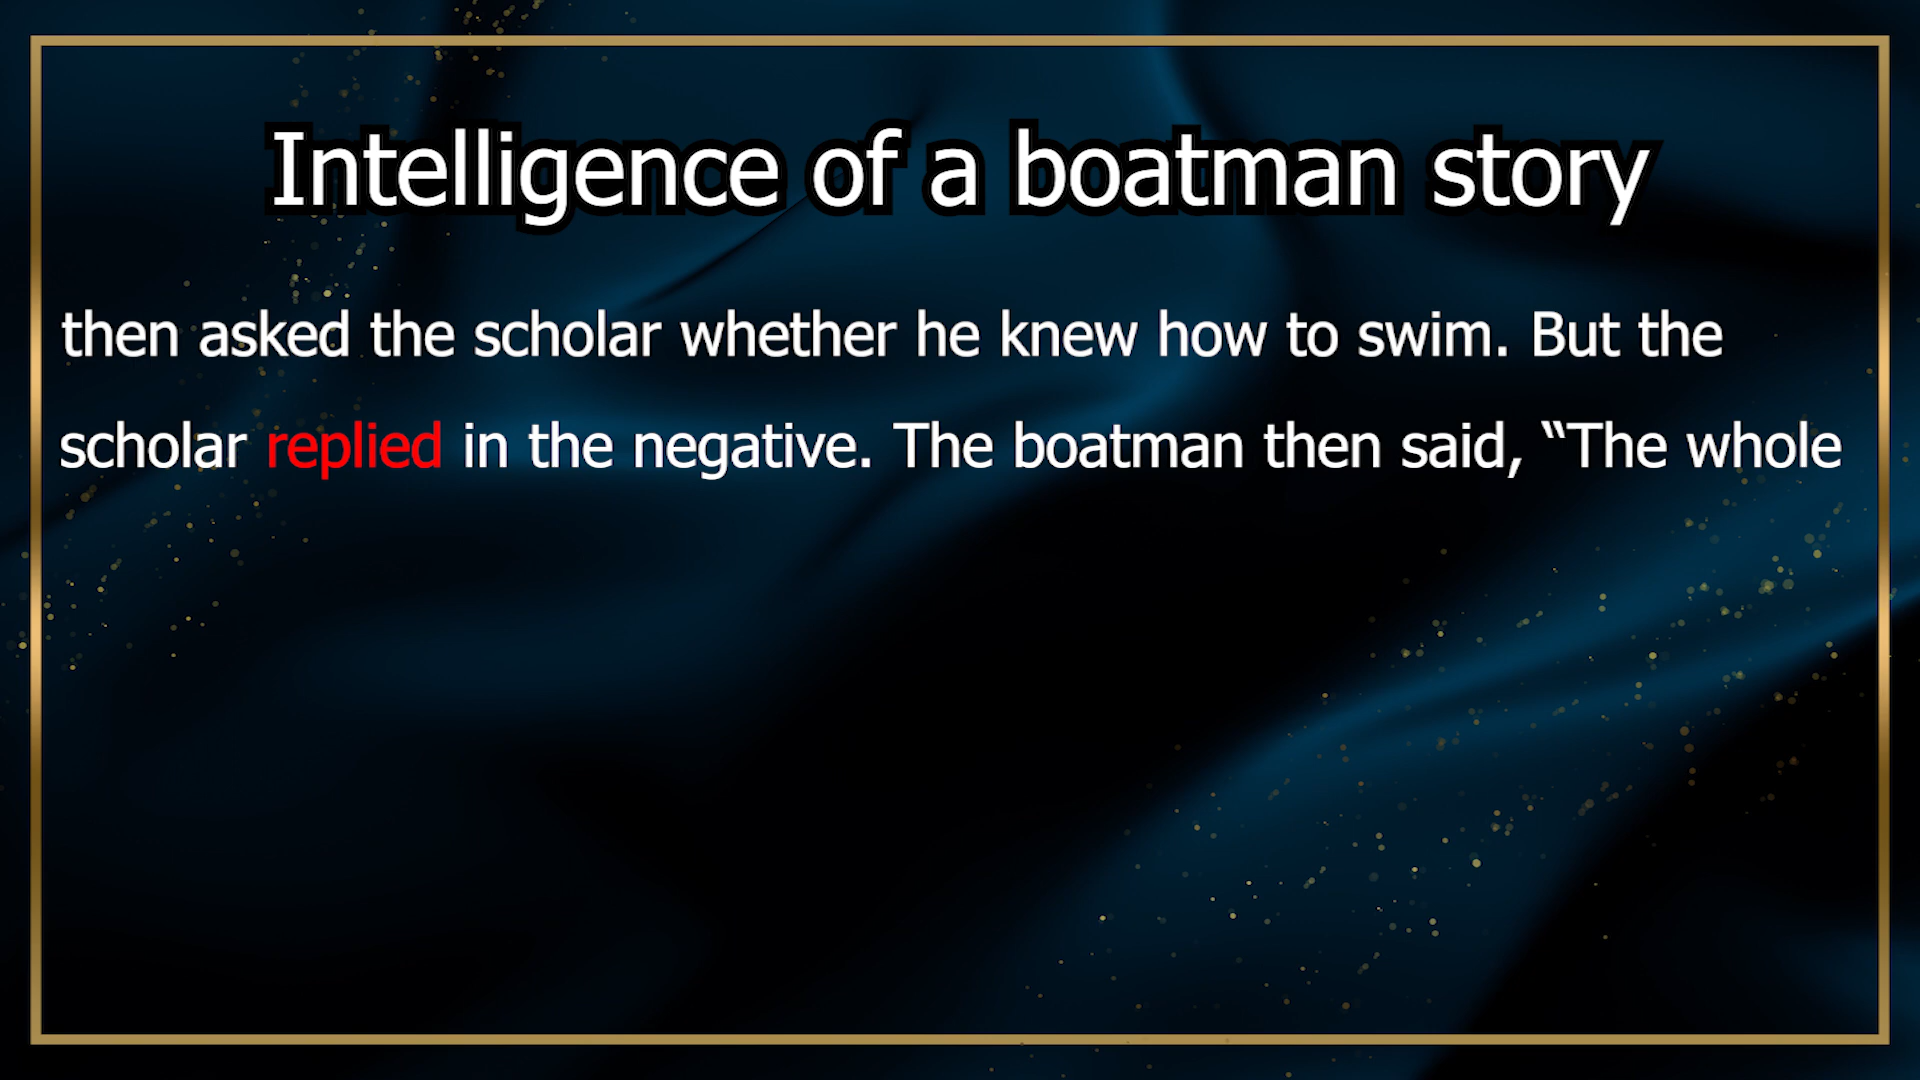 Intelligence of a boatman story
then asked the scholar whether he knew how to swim. But the
scholar replied in the negative. The boatman then said, “The whole